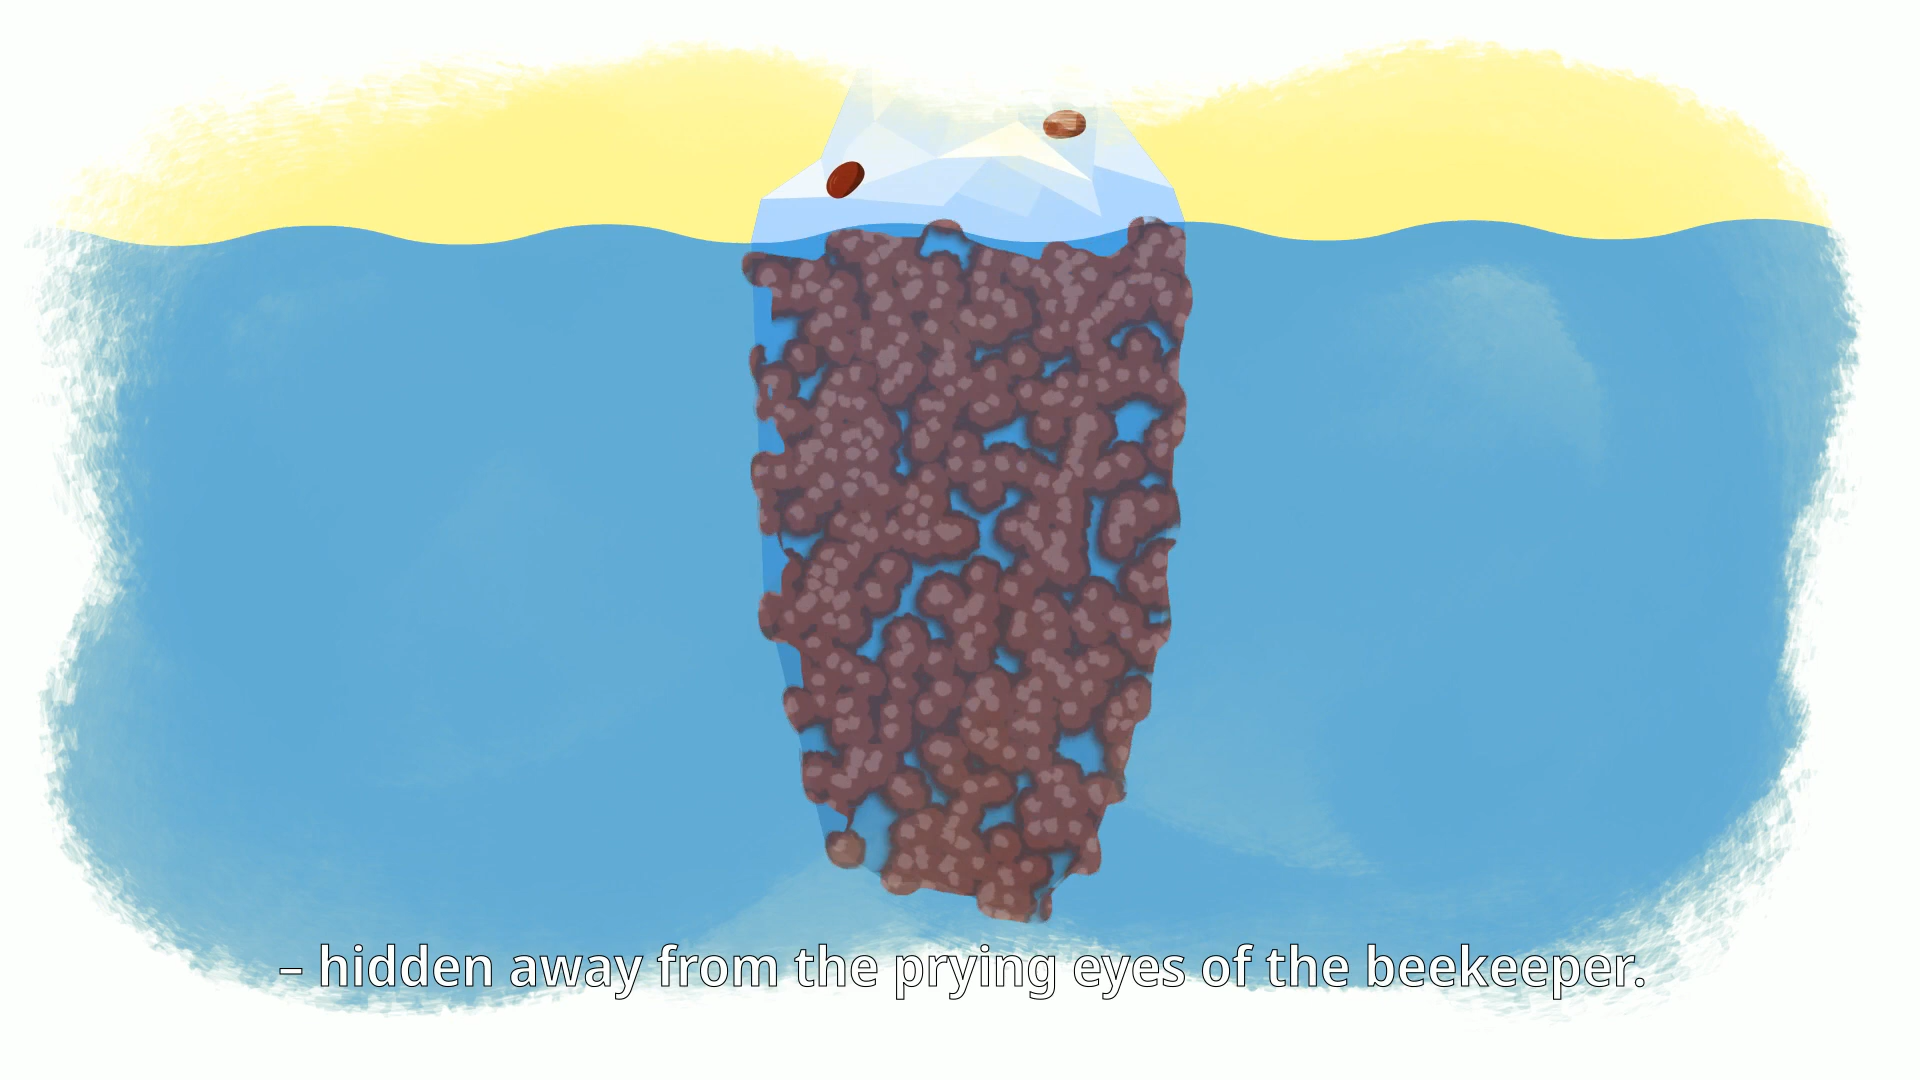 – hidden away from the prying eyes of the beekeeper.